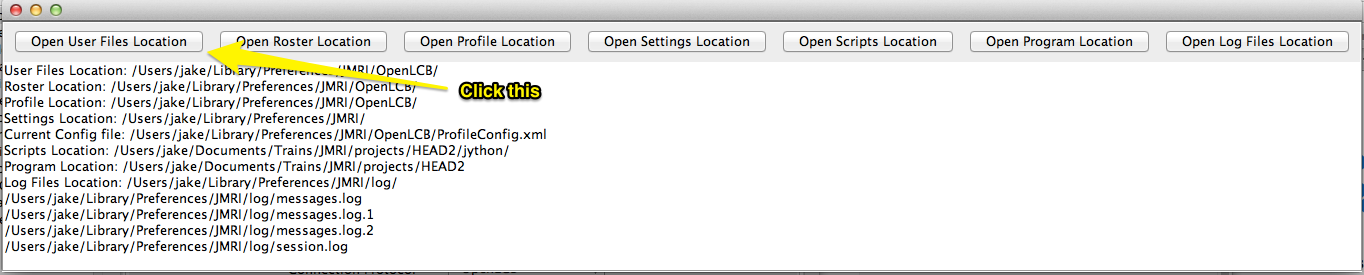 Open User Files Location Open Roster Location Open Profile Location Open Settings Location Open Scripts Location Open Program Location Open Log Files Location
User Files Location: /Users/jake/Library/Preferences/JMRI/OpenLCB/
Roster Location: /Users/jake/Library/Preferences/JMRI/OpenLCB/
Click this
Profile Location: /Users/jake/Library/Preferences/JMRI/OpenLCB/
Settings Location: /Users/jake/Library/Preferences/JMRI/
Current Config file: /Users/jake/Library/Preferences/JMRI/OpenLCB/ProfileConfig.xml
Scripts Location: /Users/jake/Documents/Trains/JMRI/projects/HEAD2/jython/
Program Location: /Users/jake/Documents/Trains/JMRI/projects/HEAD2
Log Files Location: /Users/jake/Library/Preferences/JMRI/log/
/Users/jake/Library/Preferences/JMRI/log/messages.log
/Users/jake/Library/Preferences/JMRI/log/messages.log.1
/Users/jake/Library/Preferences/JMRI/log/messages.log.2
/Users/jake/Library/Preferences/JMRI/log/session.log